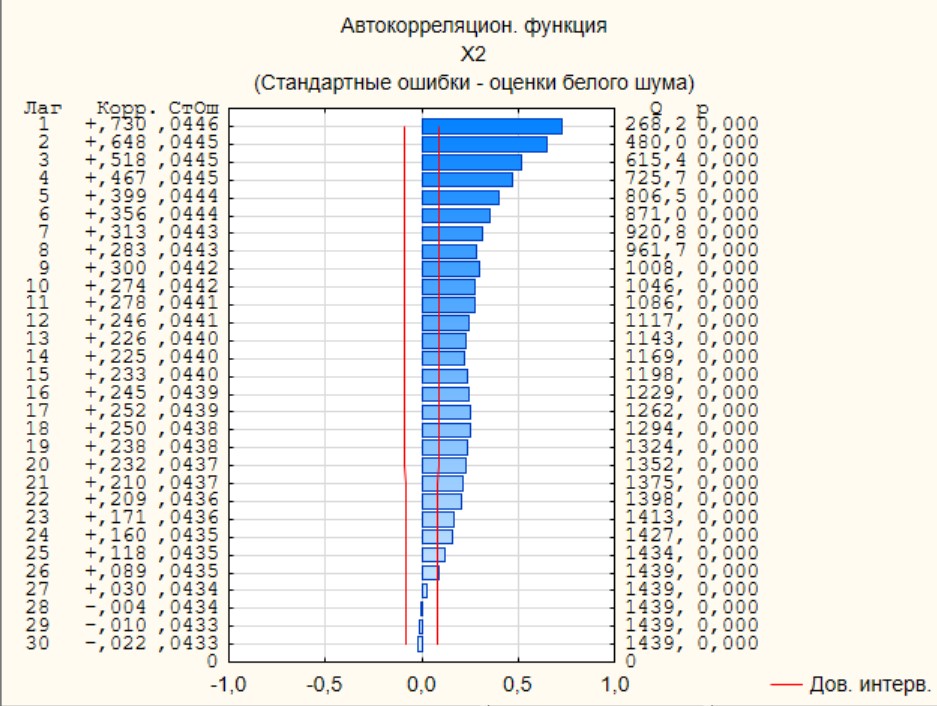 Автокорреляцион. функция
X2
(Стандартные ошибки - оценки белого шума)
Лаг Корр. СтОш Q p
1 +,730 ,0446 268,2 0,000
2 +,648 ,0445 480,0 0,000
3 +,518 ,0445 615,4 0,000
4 +,467 ,0445 725,7 0,000
5 +,399 ,0444 806,5 0,000
6 +,356 ,0444 871,0 0,000
7 +,313 ,0443 920,8 0,000
8 +,283 ,0443 961,7 0,000
9 +,300 ,0442 1008, 0,000
10 +,274 ,0442 1046, 0,000
11 +,278 ,0441 1086, 0,000
12 +,246 ,0441 1117, 0,000
13 +,226 ,0440 1143, 0,000
14 +,225 ,0440 1169, 0,000
15 +,233 ,0440 1198, 0,000
16 +,245 ,0439 1229, 0,000
17 +,252 ,0439 1262, 0,000
18 +,250 ,0438 1294, 0,000
19 +,238 ,0438 1324, 0,000
20 +,232 ,0437 1352, 0,000
21 +,210 ,0437 1375, 0,000
22 +,209 ,0436 1398, 0,000
23 +,171 ,0436 1413, 0,000
24 +,160 ,0435 1427, 0,000
25 +,118 ,0435 1434, 0,000
26 +,089 ,0435 1439, 0,000
27 +,030 ,0434 1439, 0,000
28 -,004 ,0434 1439, 0,000
29 -,010 ,0433 1439, 0,000
30 -,022 ,0433 1439, 0,000
0 0
-1,0 -0,5 0,0 0,5 1,0 Дов. интерв.